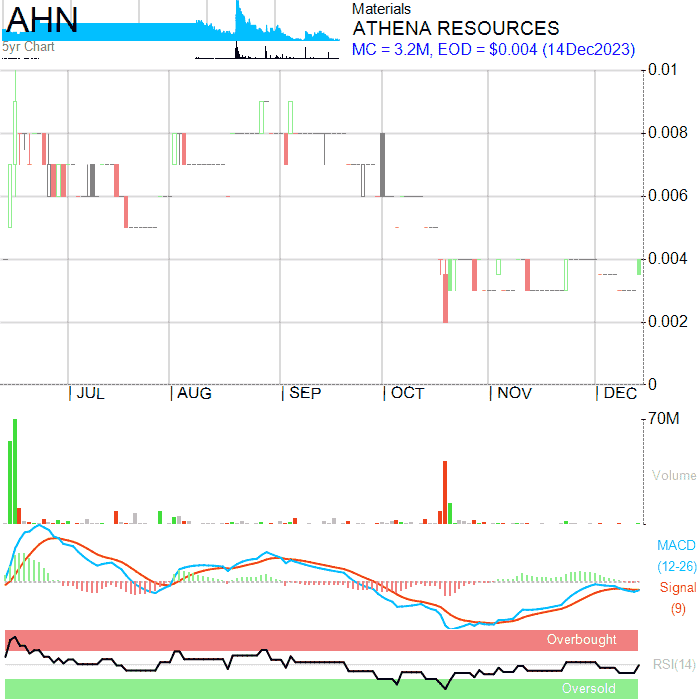 AHN
5yr Chart
Materials
ATHENA RESOURCES
MC = 3.2M, EOD = $0.004 (14Dec2023)
0.01
0.008
0.006
0.004
0.002
0
JUL AUG SEP OCT NOV DEC
70M
Volume
MACD
(12-26)
Signal
(9)
Overbought
RSI(14)
Oversold